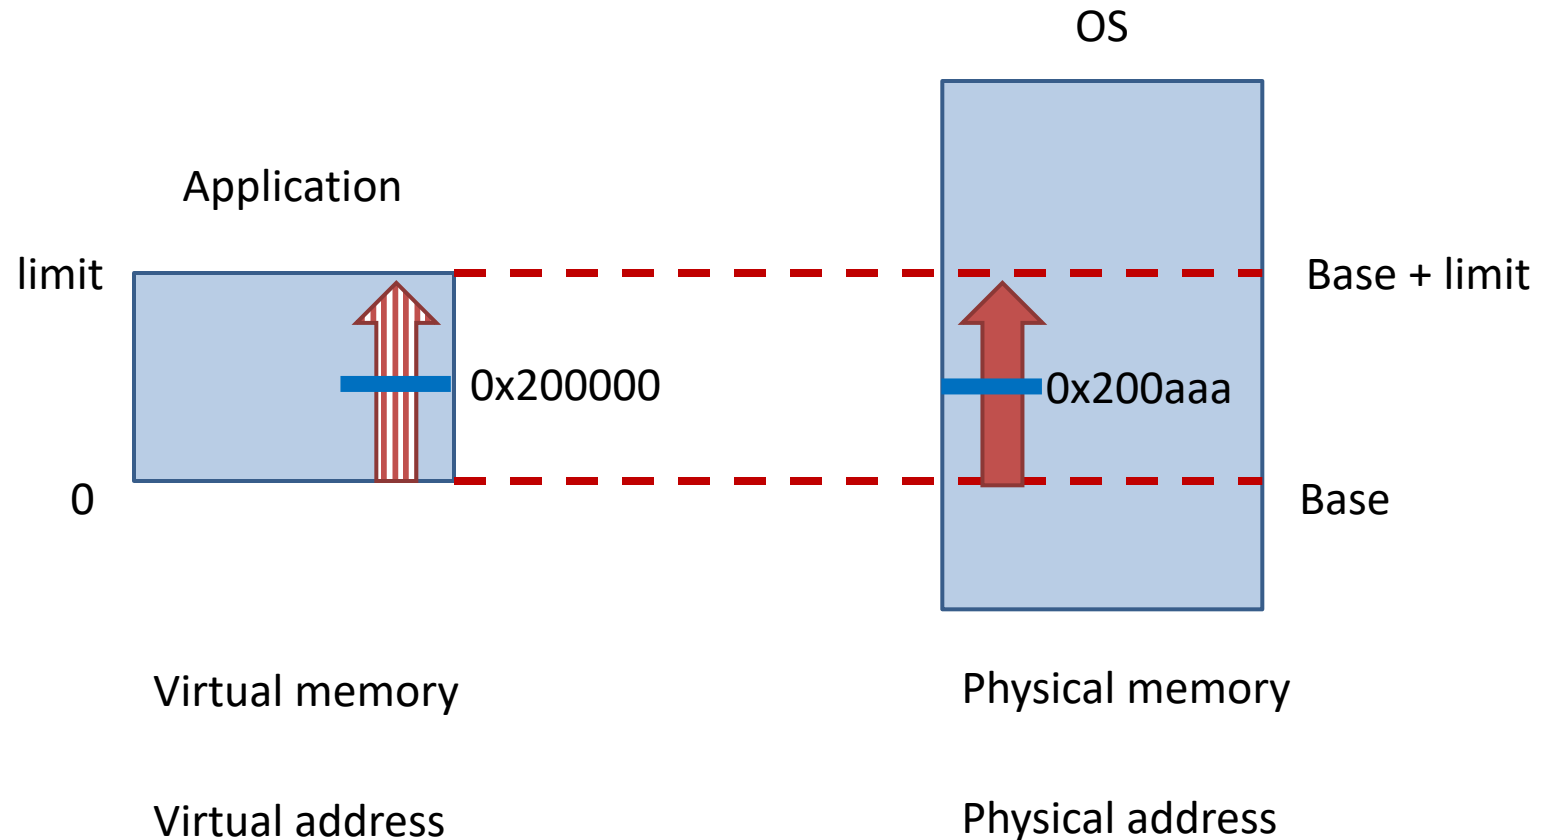 OS
Application
limit
Base + limit
0x200000
0x200aaa
0
Base
Virtual memory
Physical memory
Virtual address
Physical address